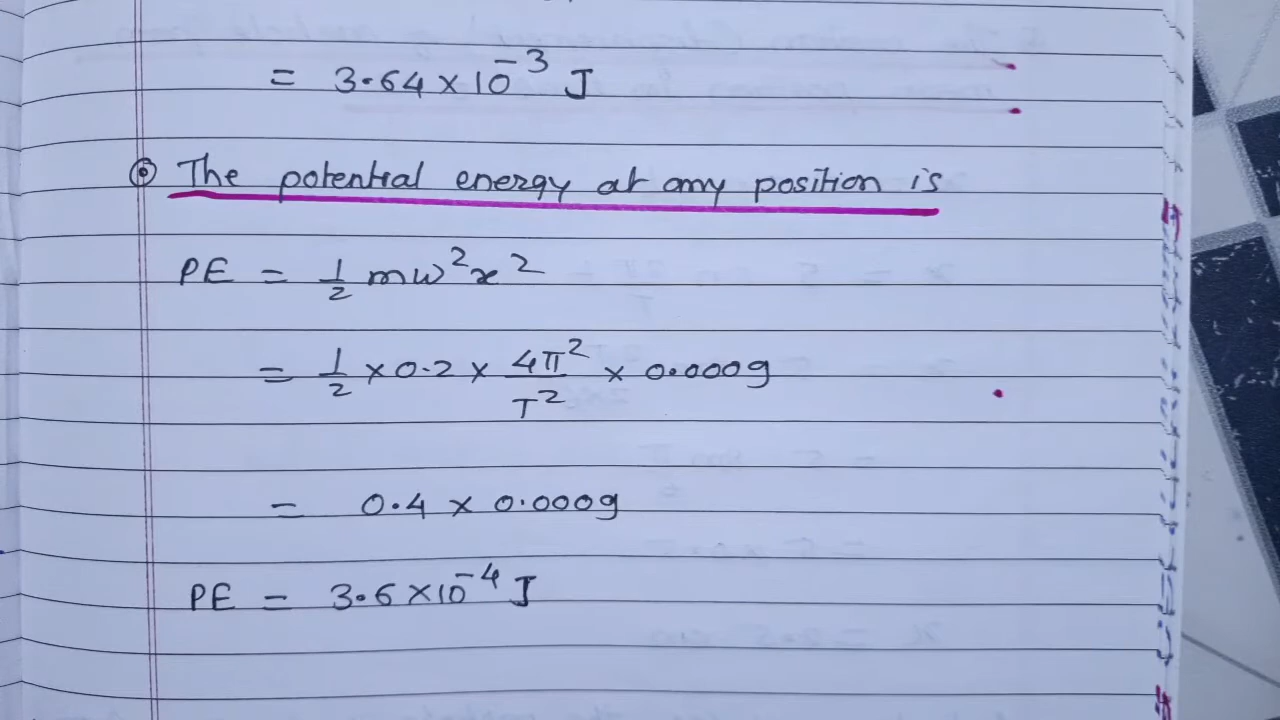 = 3.64 × 10⁻³ J
⊙ The potential energy at any position is
PE = 1/2 mω²x²
= 1/2 × 0.2 × 4π²/T² × 0.0009
= 0.4 × 0.0009
PE = 3.6 × 10⁻⁴ J